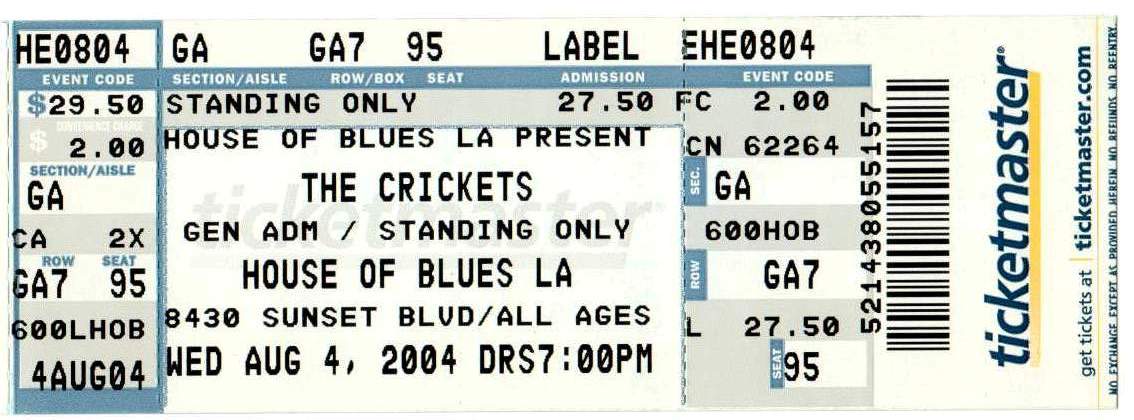 HE0804 GA GA7 95 LABEL EHE0804
EVENT CODE SECTION/AISLE ROW/BOX SEAT ADMISSION EVENT CODE
$29.50 STANDING ONLY 27.50 FC 2.00
CONVENIENCE CHARGE
$ 2.00 HOUSE OF BLUES LA PRESENT CN 62264
SECTION/AISLE
GA THE CRICKETS SEC. GA
ticketmaster
CA 2X GEN ADM / STANDING ONLY 600HOB
ROW SEAT
GA7 95 HOUSE OF BLUES LA ROW GA7
600LHOB 8430 SUNSET BLVD/ALL AGES L 27.50
4AUG04 WED AUG 4, 2004 DRS7:00PM SEAT 95
521438055157
ticketmaster
get tickets at ticketmaster.com
NO EXCHANGE EXCEPT AS PROVIDED HEREIN NO REFUNDS NO REENTRY